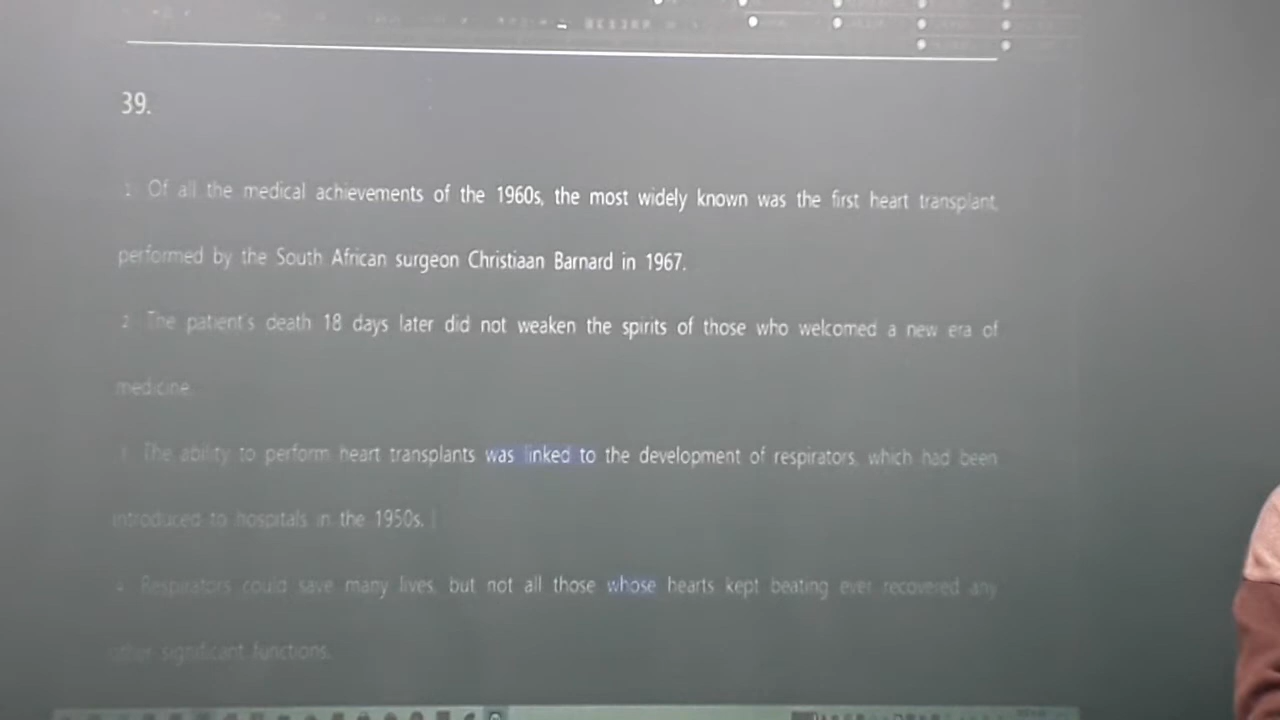 39.
1 Of all the medical achievements of the 1960s, the most widely known was the first heart transplant,
performed by the South African surgeon Christiaan Barnard in 1967.
2 The patient's death 18 days later did not weaken the spirits of those who welcomed a new era of
medicine.
3 The ability to perform heart transplants was linked to the development of respirators, which had been
introduced to hospitals in the 1950s.
4 Respirators could save many lives, but not all those whose hearts kept beating ever recovered any
other significant functions.